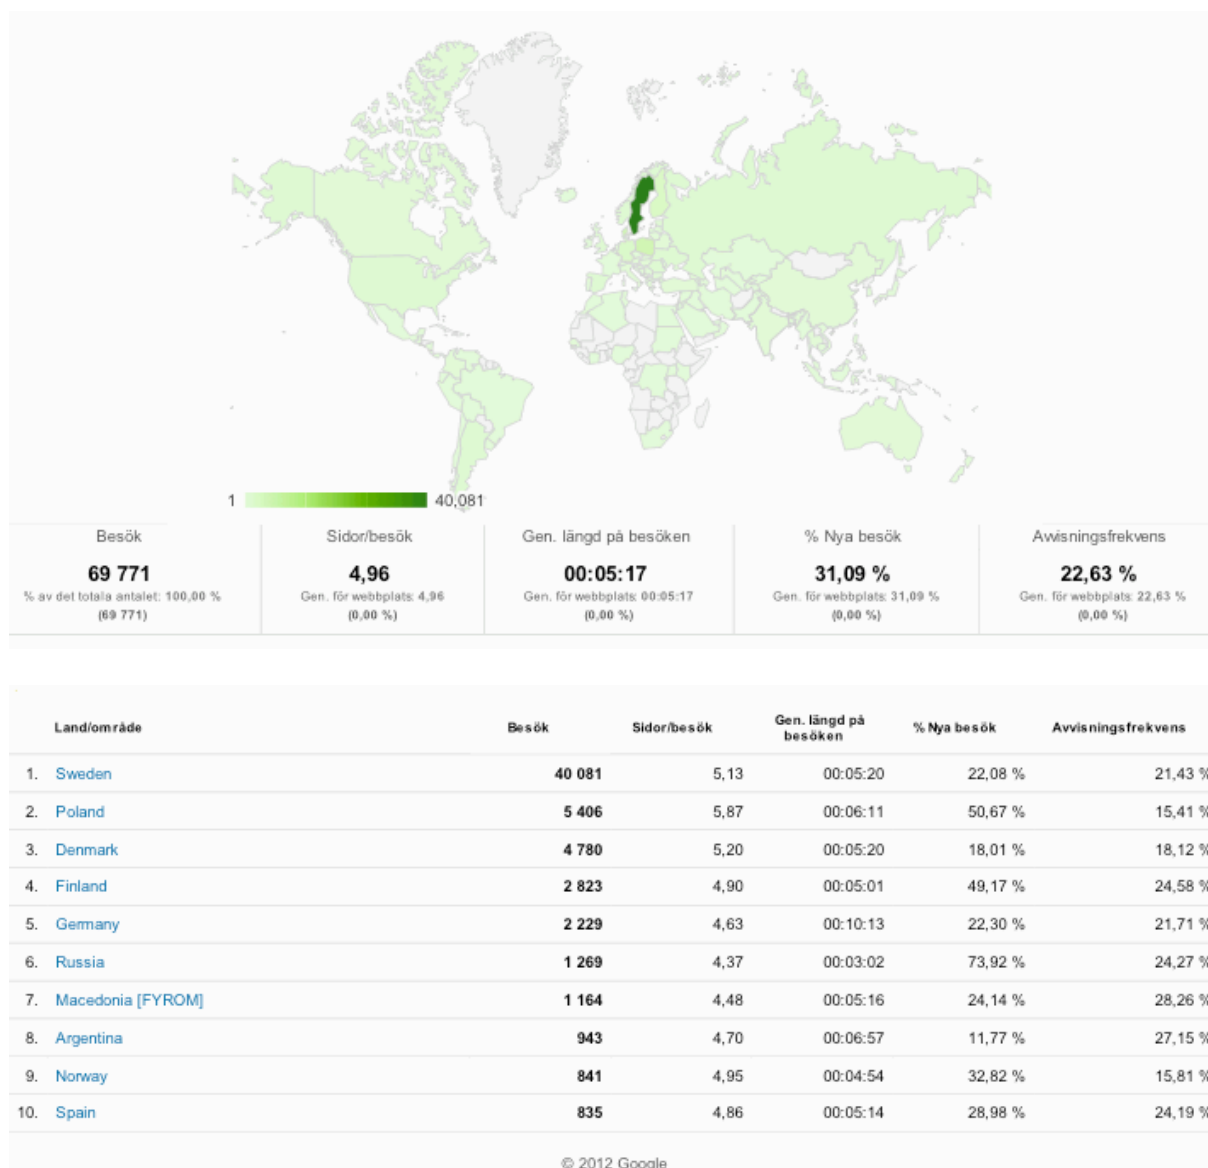 1 40,081
Besök Sidor/besök Gen. längd på besöken % Nya besök Avvisningsfrekvens
69 771 4,96 00:05:17 31,09 % 22,63 %
% av det totala antalet: 100,00 % Gen. för webbplats: 4,96 Gen. för webbplats: 00:05:17 Gen. för webbplats: 31,09 % Gen. för webbplats: 22,63 %
(69 771) (0,00 %) (0,00 %) (0,00 %) (0,00 %)
Land/område Besök Sidor/besök Gen. längd på besöken % Nya besök Avvisningsfrekvens
1. Sweden 40 081 5,13 00:05:20 22,08 % 21,43 %
2. Poland 5 406 5,87 00:06:11 50,67 % 15,41 %
3. Denmark 4 780 5,20 00:05:20 18,01 % 18,12 %
4. Finland 2 823 4,90 00:05:01 49,17 % 24,58 %
5. Germany 2 229 4,63 00:10:13 22,30 % 21,71 %
6. Russia 1 269 4,37 00:03:02 73,92 % 24,27 %
7. Macedonia [FYROM] 1 164 4,48 00:05:16 24,14 % 28,26 %
8. Argentina 943 4,70 00:06:57 11,77 % 27,15 %
9. Norway 841 4,95 00:04:54 32,82 % 15,81 %
10. Spain 835 4,86 00:05:14 28,98 % 24,19 %
© 2012 Google